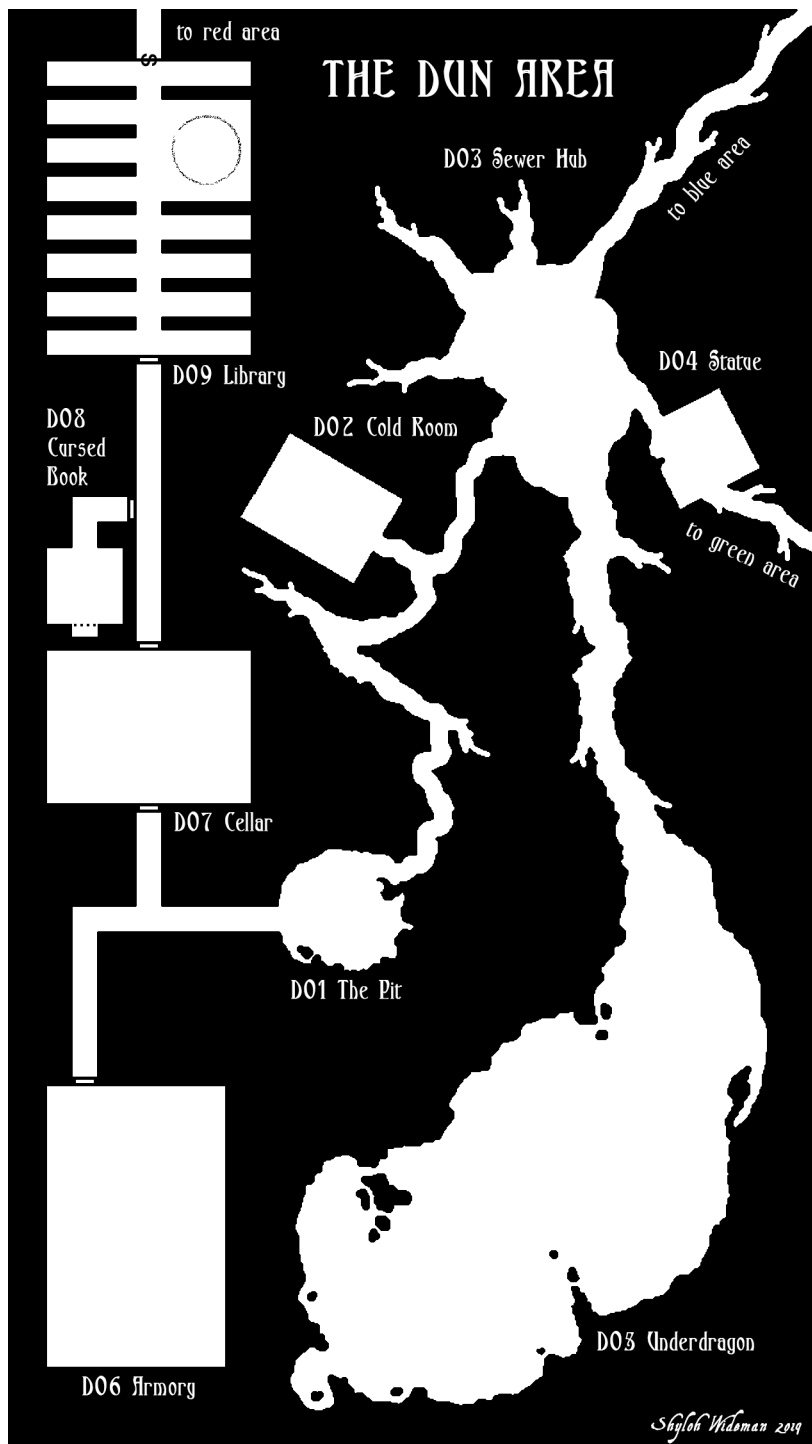 to red area
S
THE DUN AREA
D03 Sewer Hub
to blue area
D04 Statue
D09 Library
D08
Cursed
Book
D02 Cold Room
to green area
D07 Cellar
D01 The Pit
D05 Underdragon
D06 Armory
Shyloh Wideman 2019